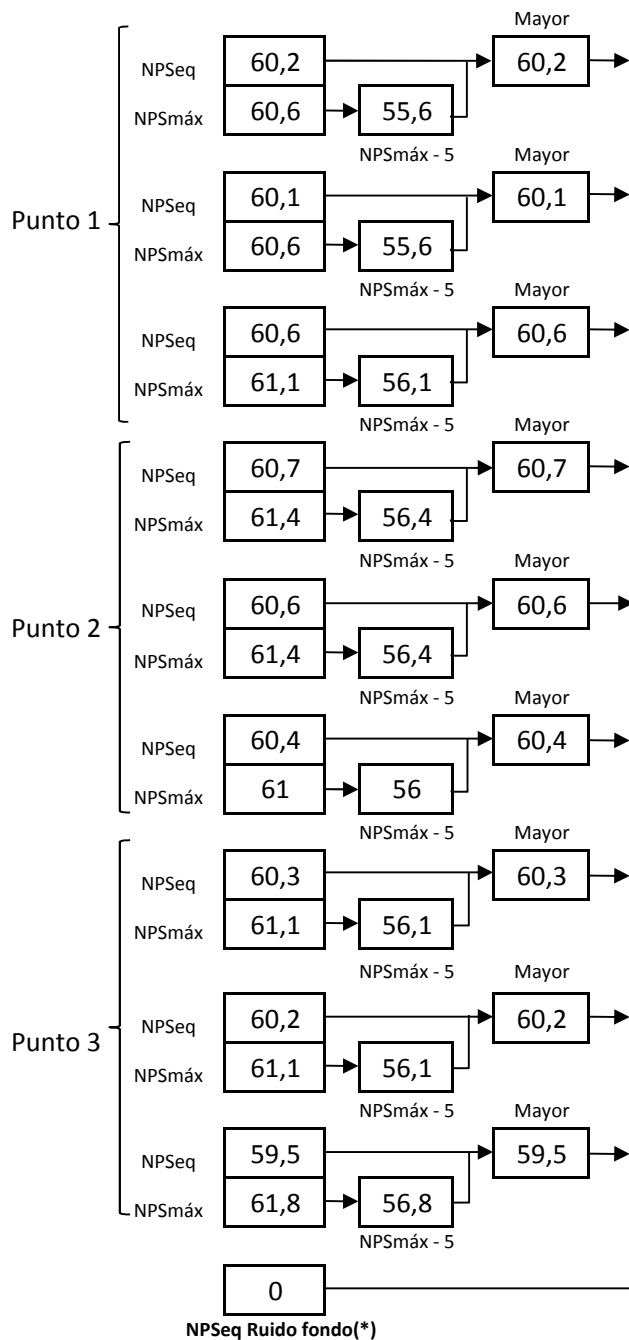 Mayor
NPSeq 60,2 60,2
NPSmáx 60,6 55,6
NPSmáx - 5
Mayor
NPSeq 60,1 60,1
Punto 1
NPSmáx 60,6 55,6
NPSmáx - 5
Mayor
NPSeq 60,6 60,6
NPSmáx 61,1 56,1
NPSmáx - 5
Mayor
NPSeq 60,7 60,7
NPSmáx 61,4 56,4
NPSmáx - 5
Mayor
NPSeq 60,6 60,6
Punto 2
NPSmáx 61,4 56,4
NPSmáx - 5
Mayor
NPSeq 60,4 60,4
NPSmáx 61 56
NPSmáx - 5
Mayor
NPSeq 60,3 60,3
NPSmáx 61,1 56,1
NPSmáx - 5
Mayor
NPSeq 60,2 60,2
Punto 3
NPSmáx 61,1 56,1
NPSmáx - 5
Mayor
NPSeq 59,5 59,5
NPSmáx 61,8 56,8
NPSmáx - 5
0
NPSeq Ruido fondo(*)